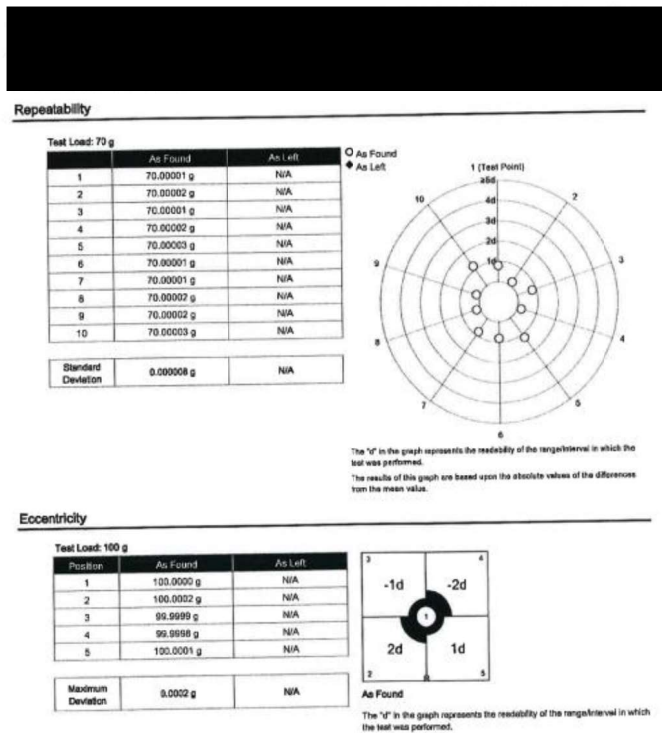 Repeatability
Test Load: 70 g
As Found As Left
1 70.00001 g N/A
2 70.00002 g N/A
3 70.00001 g N/A
4 70.00002 g N/A
5 70.00003 g N/A
6 70.00001 g N/A
7 70.00001 g N/A
8 70.00002 g N/A
9 70.00002 g N/A
10 70.00003 g N/A
Standard Deviation 0.000008 g N/A
As Found
As Left
1 (Test Point)
≥5d
4d
3d
2d
1d
2
3
4
5
6
7
8
9
10
The "d" in the graph represents the readability of the range/interval in which the
test was performed.
The results of this graph are based upon the absolute values of the differences
from the mean value.
Eccentricity
Test Load: 100 g
Position As Found As Left
1 100.0000 g N/A
2 100.0002 g N/A
3 99.9999 g N/A
4 99.9998 g N/A
5 100.0001 g N/A
Maximum Deviation 0.0002 g N/A
3 4
-1d -2d
1
2d 1d
2 5
As Found
The "d" in the graph represents the readability of the range/interval in which
the test was performed.